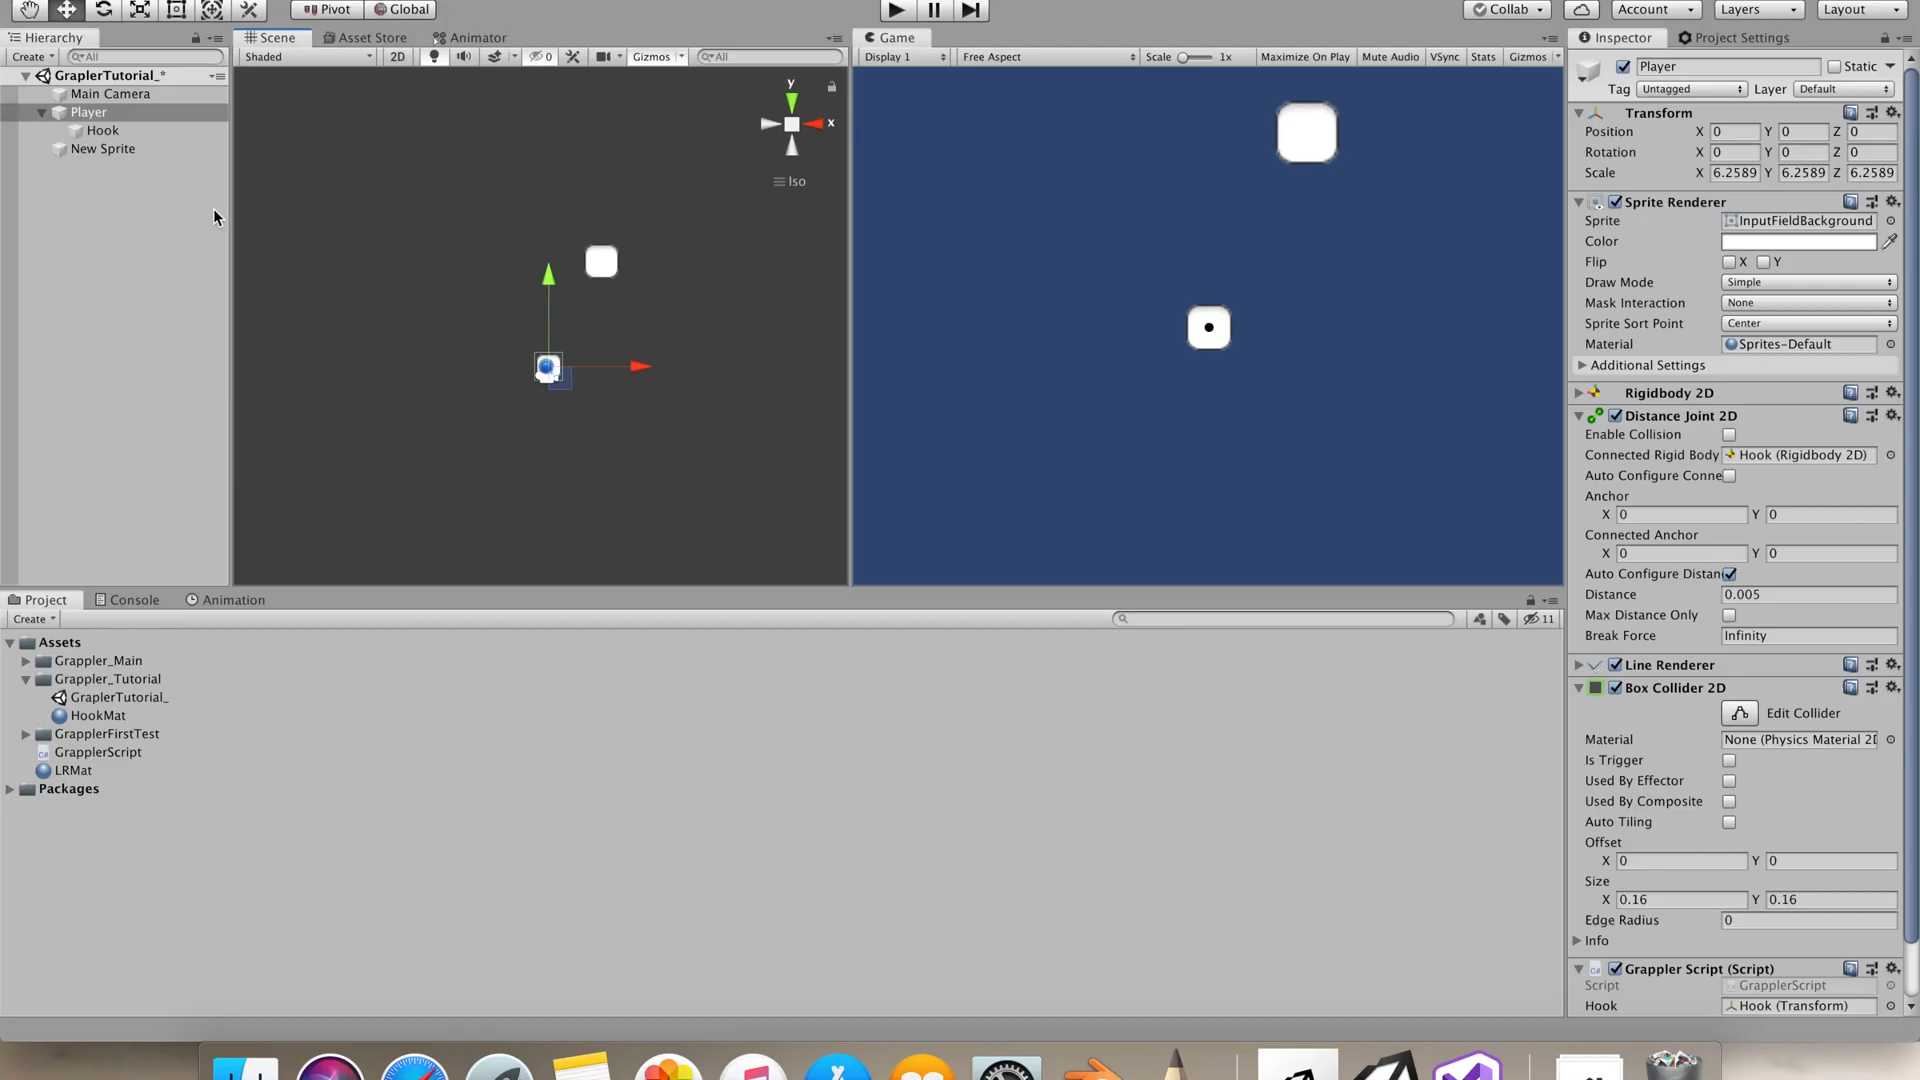 Pivot Global Collab Account Layers Layout
Hierarchy Scene Asset Store Animator Game Inspector Project Settings
Create All Shaded 2D 0 Gizmos All Display 1 Free Aspect Scale 1x Maximize On Play Mute Audio VSync Stats Gizmos
GraplerTutorial_*
Main Camera
Player
Hook
New Sprite
y
x
Iso
Player Static
Tag Untagged Layer Default
Transform
Position X 0 Y 0 Z 0
Rotation X 0 Y 0 Z 0
Scale X 6.2589 Y 6.2589 Z 6.2589
Sprite Renderer
Sprite InputFieldBackground
Color
Flip X Y
Draw Mode Simple
Mask Interaction None
Sprite Sort Point Center
Material Sprites-Default
Additional Settings
Rigidbody 2D
Distance Joint 2D
Enable Collision
Connected Rigid Body Hook (Rigidbody 2D)
Auto Configure Conne
Anchor
X 0 Y 0
Connected Anchor
X 0 Y 0
Auto Configure Distan
Distance 0.005
Max Distance Only
Break Force Infinity
Line Renderer
Box Collider 2D
Edit Collider
Material None (Physics Material 2D
Is Trigger
Used By Effector
Used By Composite
Auto Tiling
Offset
X 0 Y 0
Size
X 0.16 Y 0.16
Edge Radius 0
Info
Grappler Script (Script)
Script GrapplerScript
Hook Hook (Transform)
Project Console Animation
Create 11
Assets
Grappler_Main
Grappler_Tutorial
GraplerTutorial_
HookMat
GrapplerFirstTest
GrapplerScript
LRMat
Packages